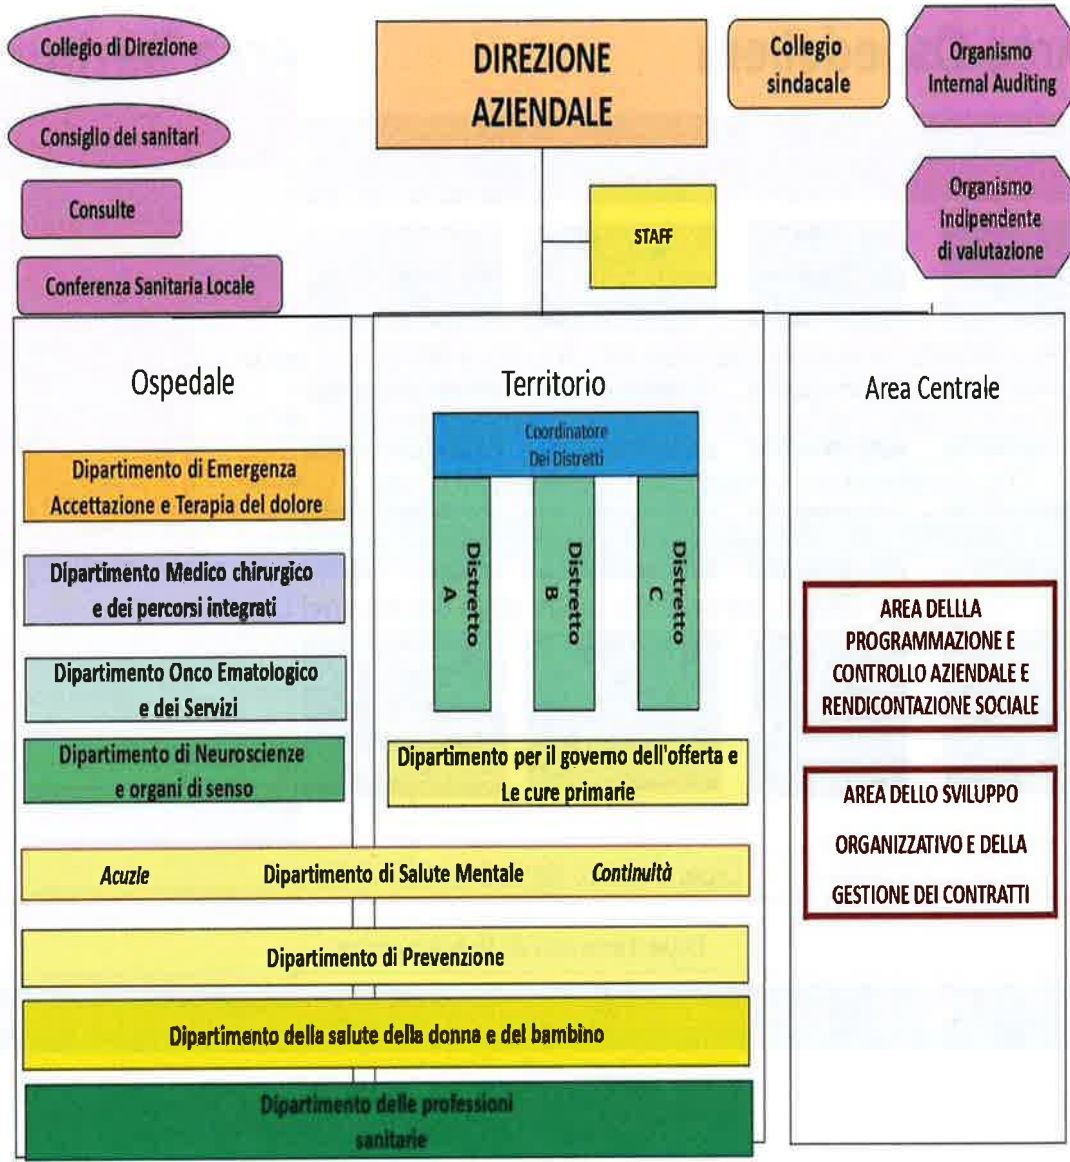 Collegio di Direzione
Consiglio dei sanitari
Consulte
Conferenza Sanitaria Locale
DIREZIONE
AZIENDALE
Collegio
sindacale
Organismo
Internal Auditing
Organismo
Indipendente
di valutazione
STAFF
Ospedale
Dipartimento di Emergenza
Accettazione e Terapia del dolore
Dipartimento Medico chirurgico
e dei percorsi integrati
Dipartimento Onco Ematologico
e dei Servizi
Dipartimento di Neuroscienze
e organi di senso
Territorio
Coordinatore
Dei Distretti
Distretto
A
Distretto
B
Distretto
C
Dipartimento per il governo dell'offerta e
Le cure primarie
Acuzie Dipartimento di Salute Mentale Continuità
Dipartimento di Prevenzione
Dipartimento della salute della donna e del bambino
Dipartimento delle professioni
sanitarie
Area Centrale
AREA DELLLA
PROGRAMMAZIONE E
CONTROLLO AZIENDALE E
RENDICONTAZIONE SOCIALE
AREA DELLO SVILUPPO
ORGANIZZATIVO E DELLA
GESTIONE DEI CONTRATTI